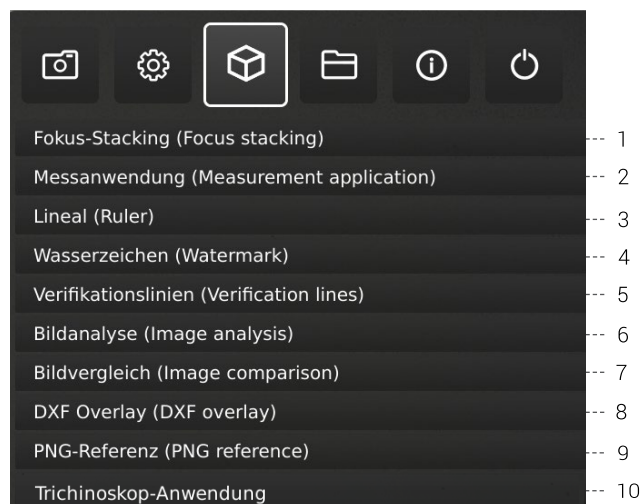 Fokus-Stacking (Focus stacking) --- 1
Messanwendung (Measurement application) --- 2
Lineal (Ruler) --- 3
Wasserzeichen (Watermark) --- 4
Verifikationslinien (Verification lines) --- 5
Bildanalyse (Image analysis) --- 6
Bildvergleich (Image comparison) --- 7
DXF Overlay (DXF overlay) --- 8
PNG-Referenz (PNG reference) --- 9
Trichinoskop-Anwendung --- 10